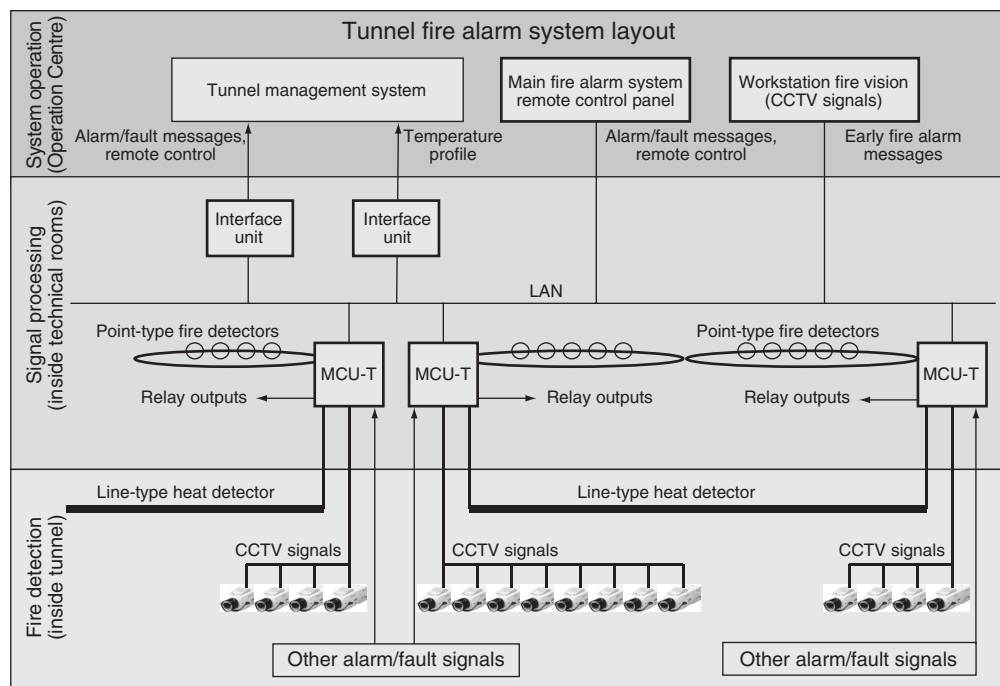 Tunnel fire alarm system layout
System operation
(Operation Centre)
Tunnel management system
Main fire alarm system
remote control panel
Workstation fire vision
(CCTV signals)
Alarm/fault messages,
remote control
Temperature
profile
Alarm/fault messages,
remote control
Early fire alarm
messages
Signal processing
(inside technical rooms)
Interface
unit
Interface
unit
LAN
Point-type fire detectors
Point-type fire detectors
MCU-T
MCU-T
MCU-T
Relay outputs
Relay outputs
Relay outputs
Fire detection
(inside tunnel)
Line-type heat detector
Line-type heat detector
CCTV signals
CCTV signals
CCTV signals
Other alarm/fault signals
Other alarm/fault signals